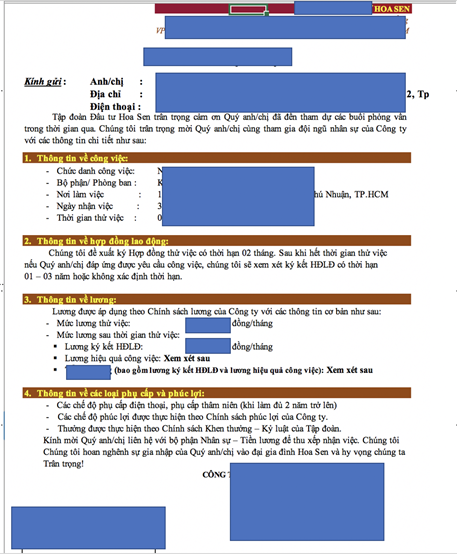 HOA SEN
VP
Kính gửi : Anh/chị :
Địa chỉ : 2, Tp
Điện thoại :
Tập đoàn Đầu tư Hoa Sen trân trọng cám ơn Quý anh/chị đã đến tham dự các buổi phỏng vấn
trong thời gian qua. Chúng tôi trân trọng mời Quý anh/chị cùng tham gia đội ngũ nhân sự của Công ty
với các thông tin chi tiết như sau:
1. Thông tin về công việc:
- Chức danh công việc: N
- Bộ phận/ Phòng ban : K
- Nơi làm việc : 1 hú Nhuận, TP.HCM
- Ngày nhận việc : 3
- Thời gian thử việc : 0
2. Thông tin về hợp đồng lao động:
Chúng tôi đề xuất ký Hợp đồng thử việc có thời hạn 02 tháng. Sau khi hết thời gian thử việc
nếu Quý anh/chị đáp ứng được yêu cầu công việc, chúng tôi sẽ xem xét ký kết HĐLĐ có thời hạn
01 – 03 năm hoặc không xác định thời hạn.
3. Thông tin về lương:
Lương được áp dụng theo Chính sách lương của Công ty với các thông tin cơ bản như sau:
- Mức lương thử việc: đồng/tháng
- Mức lương sau thời gian thử việc:
▪ Lương ký kết HĐLĐ: đồng/tháng
▪ Lương hiệu quả công việc: Xem xét sau
▪ (bao gồm lương ký kết HĐLĐ và lương hiệu quả công việc): Xem xét sau
4. Thông tin về các loại phụ cấp và phúc lợi:
- Các chế độ phụ cấp điện thoại, phụ cấp thâm niên (khi làm đủ 2 năm trở lên)
- Các chế độ phúc lợi được thực hiện theo Chính sách phúc lợi của Công ty.
- Thưởng được thực hiện theo Chính sách Khen thưởng – Kỷ luật của Tập đoàn.
Kính mời Quý anh/chị liên hệ với bộ phận Nhân sự – Tiền lương để thu xếp nhận việc. Chúng tôi
Chúng tôi hoan nghênh sự gia nhập của Quý anh/chị vào đại gia đình Hoa Sen và hy vọng chúng ta
Trân trọng!
CÔNG T